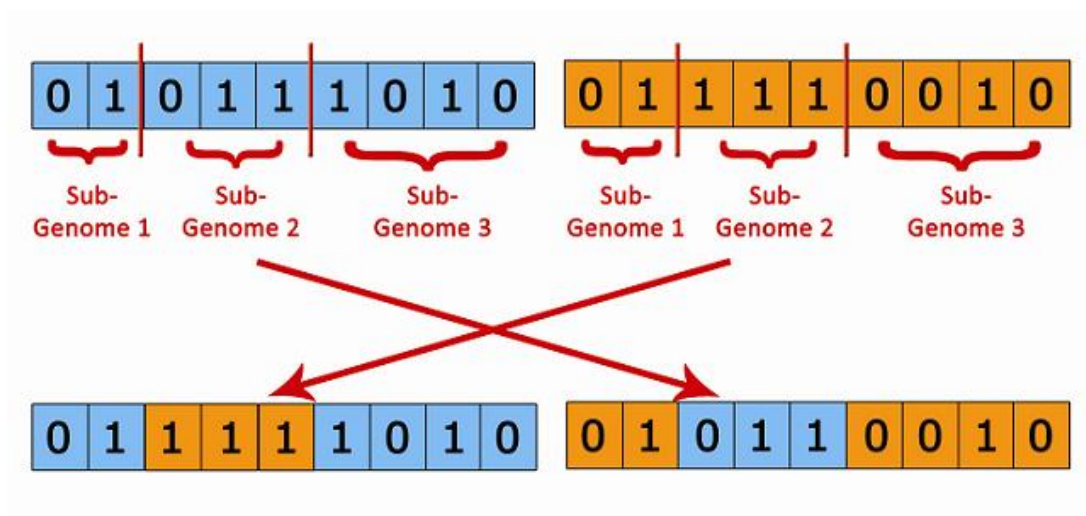 0 1 0 1 1 1 0 1 0
0 1 1 1 1 0 0 1 0
Sub-
Genome 1
Sub-
Genome 2
Sub-
Genome 3
Sub-
Genome 1
Sub-
Genome 2
Sub-
Genome 3
0 1 1 1 1 1 0 1 0
0 1 0 1 1 0 0 1 0